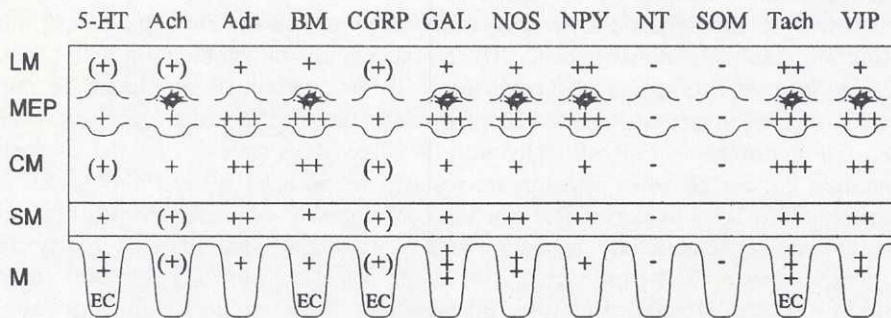 5-HT Ach Adr BM CGRP GAL NOS NPY NT SOM Tach VIP
LM (+) (+) + (+) + + ++ ++ ++
MEP + + +++ +++ + +++ +++ +++ - - +++ +++
CM (+) ++ (+) + ++ +++ ++
SM (+) ++ + (+) + ++ ++ - - ++ ++
M ++ (+) + + (+) +++ ++ + - - +++ ++
EC EC EC EC